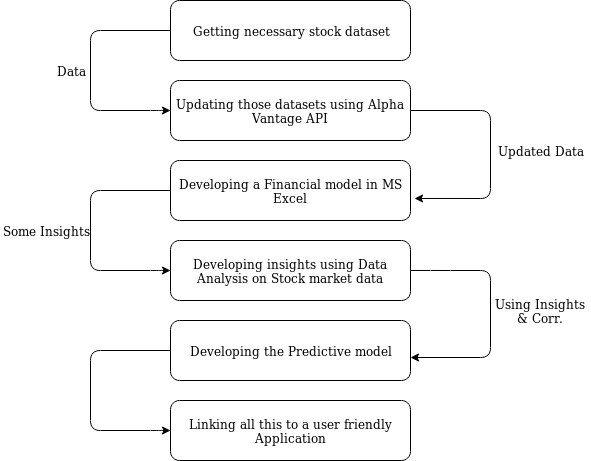 Getting necessary stock dataset
Data
Updating those datasets using Alpha
Vantage API
Updated Data
Developing a Financial model in MS
Excel
Some Insights
Developing insights using Data
Analysis on Stock market data
Using Insights
& Corr.
Developing the Predictive model
Linking all this to a user friendly
Application